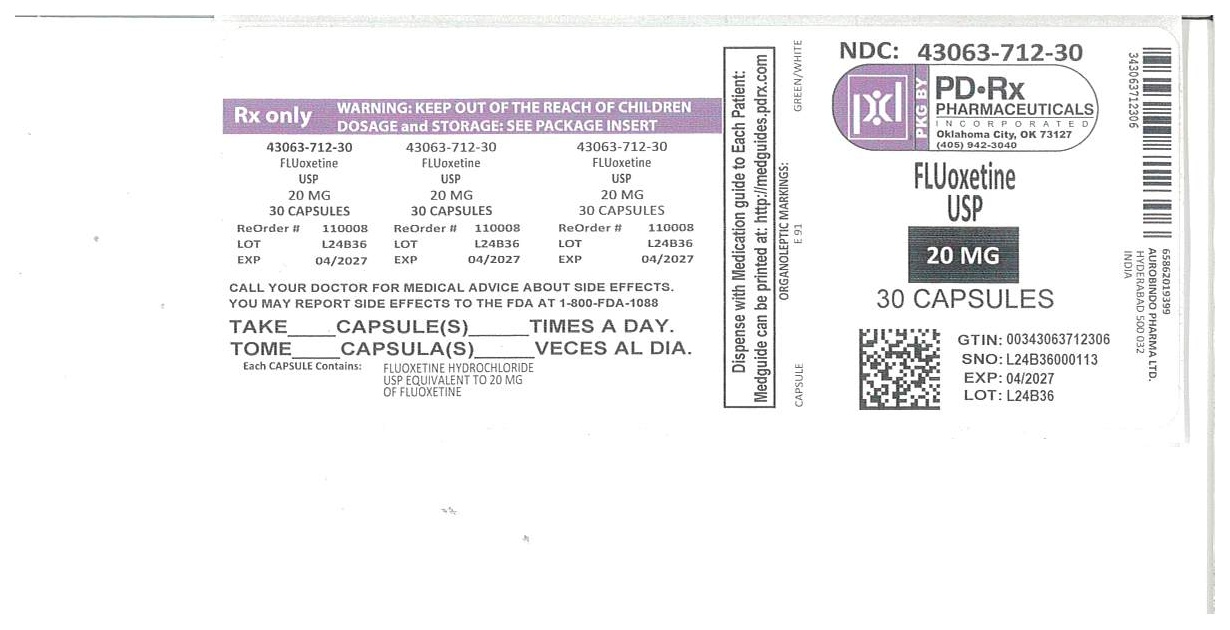 Rx only
WARNING: KEEP OUT OF THE REACH OF CHILDREN
DOSAGE and STORAGE: SEE PACKAGE INSERT
43063-712-30 43063-712-30 43063-712-30
FLUoxetine FLUoxetine FLUoxetine
USP USP USP
20 MG 20 MG 20 MG
30 CAPSULES 30 CAPSULES 30 CAPSULES
ReOrder # 110008 ReOrder # 110008 ReOrder # 110008
LOT L24B36 LOT L24B36 LOT L24B36
EXP 04/2027 EXP 04/2027 EXP 04/2027
CALL YOUR DOCTOR FOR MEDICAL ADVICE ABOUT SIDE EFFECTS.
YOU MAY REPORT SIDE EFFECTS TO THE FDA AT 1-800-FDA-1088
TAKE____CAPSULE(S)_____TIMES A DAY.
TOME____CAPSULA(S)_____VECES AL DIA.
Each CAPSULE Contains: FLUOXETINE HYDROCHLORIDE
USP EQUIVALENT TO 20 MG
OF FLUOXETINE
Dispense with Medication guide to Each Patient:
Medguide can be printed at: http://medguides.pdrx.com
ORGANOLEPTIC MARKINGS:
CAPSULE E 91 GREEN/WHITE
NDC: 43063-712-30
PKG BY
PD•Rx
PHARMACEUTICALS
INCORPORATED
Oklahoma City, OK 73127
(405) 942-3040
FLUoxetine
USP
20 MG
30 CAPSULES
GTIN: 00343063712306
SNO: L24B36000113
EXP: 04/2027
LOT: L24B36
343063712306
65862019399
AUROBINDO PHARMA LTD.
HYDERABAD 500 032
INDIA